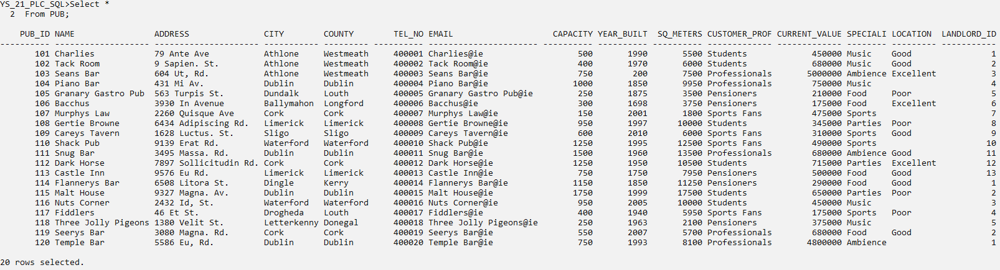 YS_21_PLC_SQL>Select *
  2  From PUB;

    PUB_ID NAME                ADDRESS               CITY        COUNTY        TEL_NO EMAIL                   CAPACITY YEAR_BUILT  SQ_METERS CUSTOMER_PROF CURRENT_VALUE SPECIALI LOCATION  LANDLORD_ID
---------- ------------------- --------------------- ----------- --------- ---------- ---------------------- ---------- ---------- ---------- ------------- ------------- -------- --------- -----------
       101 Charlies            79 Ante Ave           Athlone     Westmeath     400001 Charlies@ie                    500       1990       5500 Students             450000 Music    Good                1
       102 Tack Room           9 Sapien. St.         Athlone     Westmeath     400002 Tack Room@ie                   400       1970       6000 Students             680000 Music    Good                2
       103 Seans Bar           604 Ut, Rd.           Athlone     Westmeath     400003 Seans Bar@ie                   750        200       7500 Professionals       5000000 Ambience Excellent           3
       104 Piano Bar           431 Mi Av.            Dublin      Dublin        400004 Piano Bar@ie                  1000       1850       9950 Professionals        750000 Music                        4
       105 Granary Gastro Pub  563 Turpis St.        Dundalk     Louth         400005 Granary Gastro Pub@ie          250       1875       3500 Pensioners           210000 Food     Poor                5
       106 Bacchus             3930 In Avenue        Ballymahon  Longford      400006 Bacchus@ie                     300       1698       3750 Pensioners           175000 Food     Excellent           6
       107 Murphys Law         2260 Quisque Ave      Cork        Cork          400007 Murphys Law@ie                 150       2001       1800 Sports Fans          475000 Sports                       7
       108 Gertie Browne       6434 Adipiscing Rd.   Limerick    Limerick      400008 Gertie Browne@ie               950       1997      10000 Students             345000 Parties  Poor                8
       109 Careys Tavern       1628 Luctus. St.      Sligo       Sligo         400009 Careys Tavern@ie               600       2010       6000 Sports Fans          310000 Sports   Good                9
       110 Shack Pub           9139 Erat Rd.         Waterford   Waterford     400010 Shack Pub@ie                  1250       1995      12500 Sports Fans          490000 Sports                      10
       111 Snug Bar            3495 Massa. Rd.       Dublin      Dublin        400011 Snug Bar@ie                   1500       1960      13500 Professionals        680000 Ambience Good               11
       112 Dark Horse          7897 Sollicitudin Rd. Cork        Cork          400012 Dark Horse@ie                 1250       1950      10500 Students             715000 Parties  Excellent          12
       113 Castle Inn          9576 Eu Rd.           Limerick    Limerick      400013 Castle Inn@ie                  750       1750       7950 Pensioners           500000 Food     Good               13
       114 Flannerys Bar       6508 Litora St.       Dingle      Kerry         400014 Flannerys Bar@ie              1150       1850      11250 Pensioners           290000 Food     Good                1
       115 Malt House          9327 Magna. Av.       Dublin      Dublin        400015 Malt House@ie                 1750       1999      17500 Students             650000 Parties  Poor                2
       116 Nuts Corner         2432 Id, St.          Waterford   Waterford     400016 Nuts Corner@ie                 950       2005      10000 Students             450000 Music                        3
       117 Fiddlers            46 Et St.             Drogheda    Louth         400017 Fiddlers@ie                    400       1940       5950 Sports Fans          175000 Sports   Poor                4
       118 Three Jolly Pigeons 1380 Velit St.        Letterkenny Donegal       400018 Three Jolly Pigeons@ie         250       1963       2100 Pensioners           375000 Music                        5
       119 Seerys Bar          3080 Magna. Rd.       Cork        Cork          400019 Seerys Bar@ie                  550       2007       5700 Professionals        680000 Food     Good                2
       120 Temple Bar          5586 Eu, Rd.          Dublin      Dublin        400020 Temple Bar@ie                  750       1993       8100 Professionals       4800000 Ambience                     1

20 rows selected.